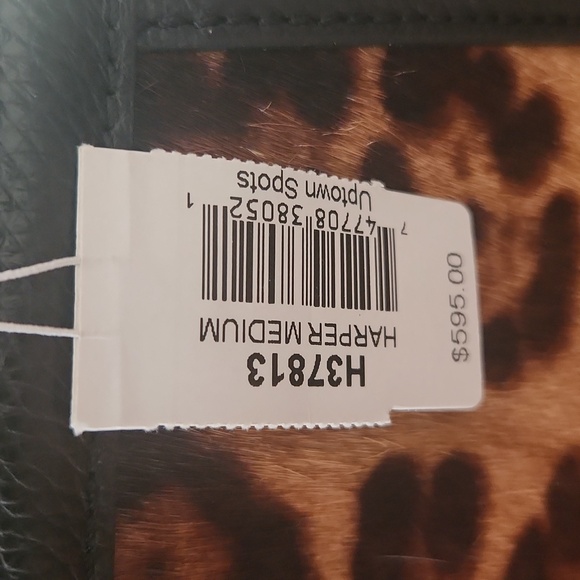 H37813
HARPER MEDIUM
7 47708 38052 1
Uptown Spots
$595.00